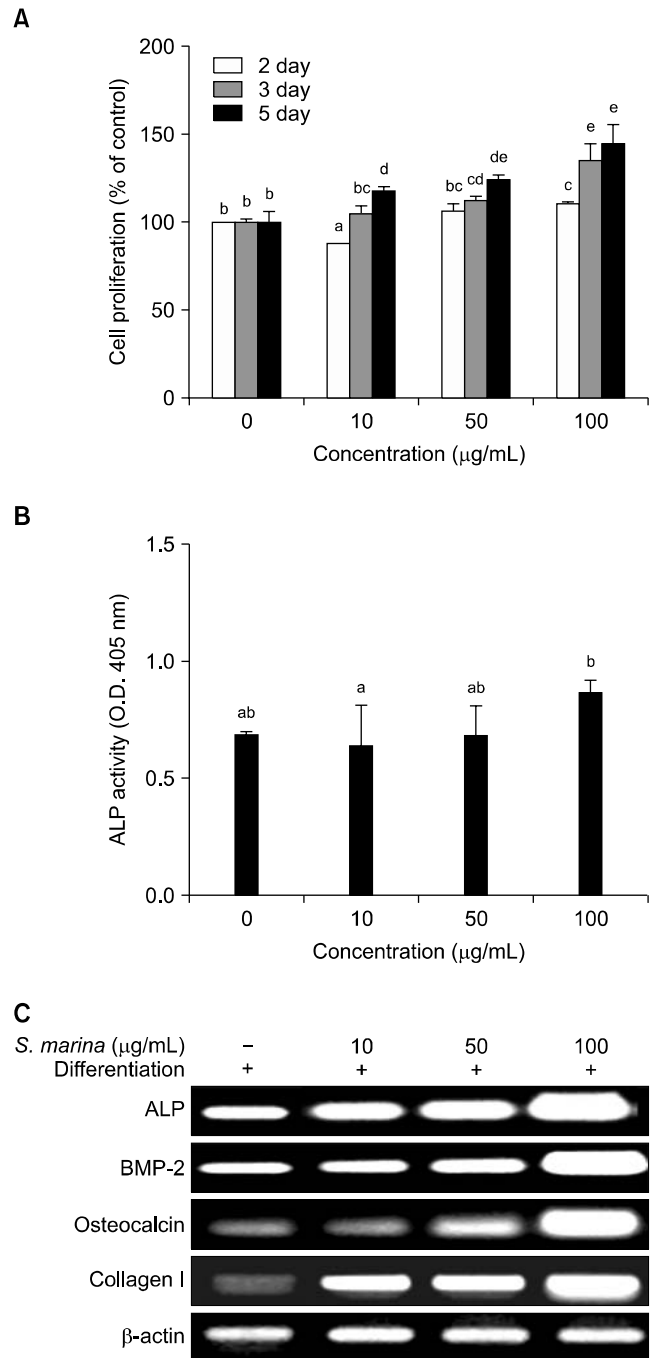 A
200
150
100
50
0
Cell proliferation (% of control)
2 day
3 day
5 day
b b b
a bc d
bc cd de
c e e
0 10 50 100
Concentration (μg/mL)
B
1.5
1.0
0.5
0.0
ALP activity (O.D. 405 nm)
ab a ab b
0 10 50 100
Concentration (μg/mL)
C
S. marina (μg/mL) – 10 50 100
Differentiation + + + +
ALP
BMP-2
Osteocalcin
Collagen I
β-actin